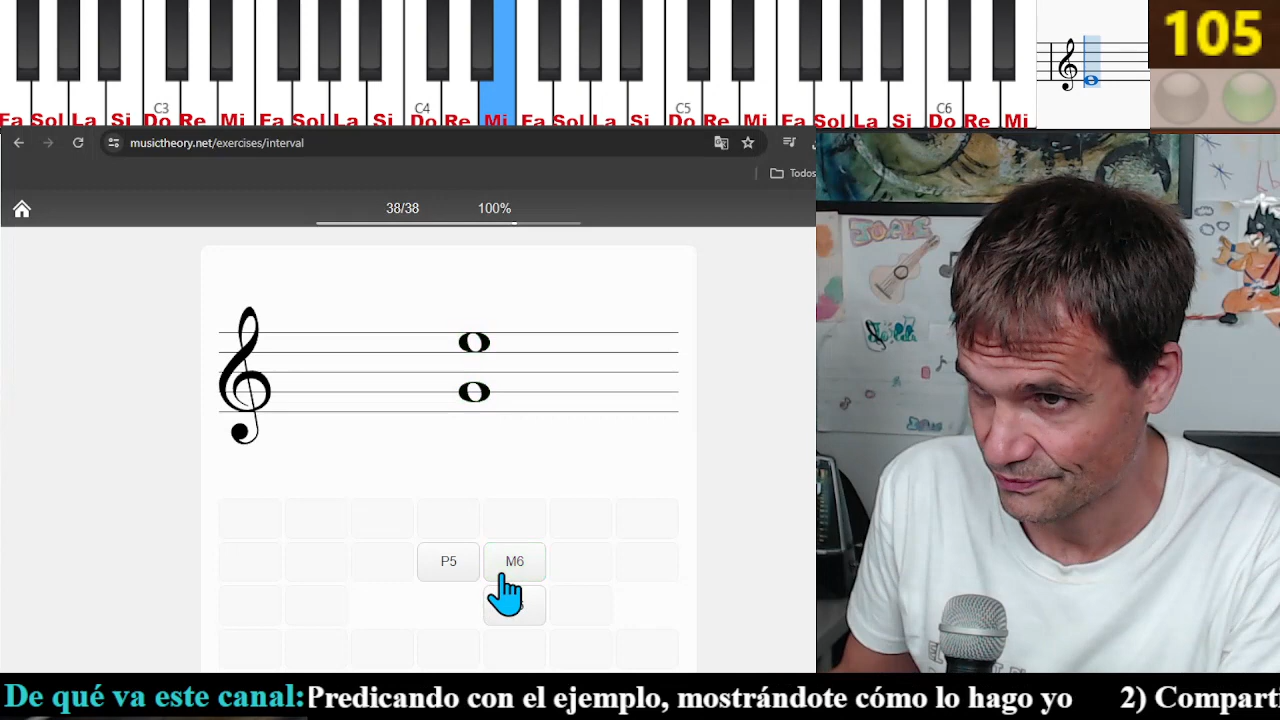 105
C3 C4 C5 C6
Fa Sol La Si Do Re Mi Fa Sol La Si Do Re Mi Fa Sol La Si Do Re Mi Fa Sol La Si Do Re Mi
musictheory.net/exercises/interval
Todos
38/38 100%
JOPLC
P5 M6
De qué va este canal: Predicando con el ejemplo, mostrándote cómo lo hago yo 2) Compart